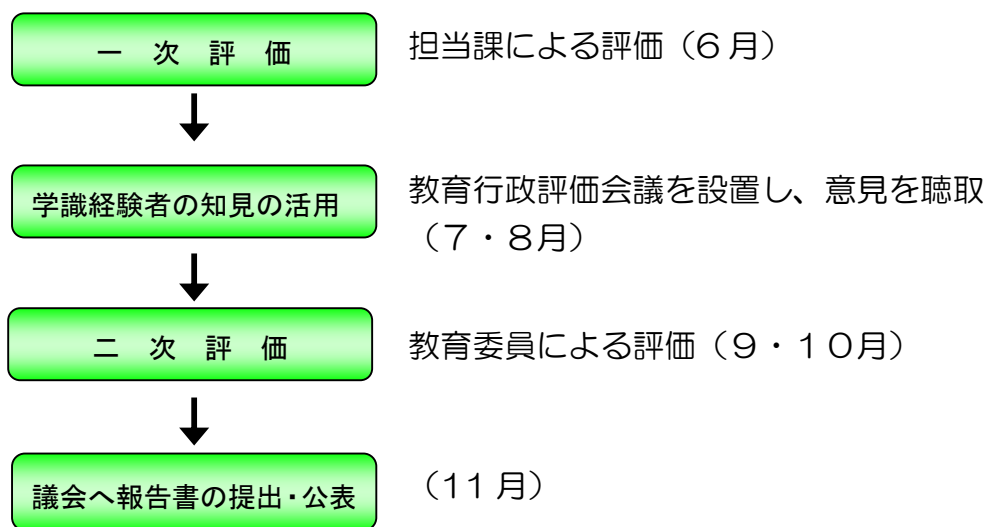 一 次 評 価
担当課による評価（６月）
学識経験者の知見の活用
教育行政評価会議を設置し、意見を聴取
（７・８月）
二 次 評 価
教育委員による評価（９・１０月）
議会へ報告書の提出・公表
（11 月）